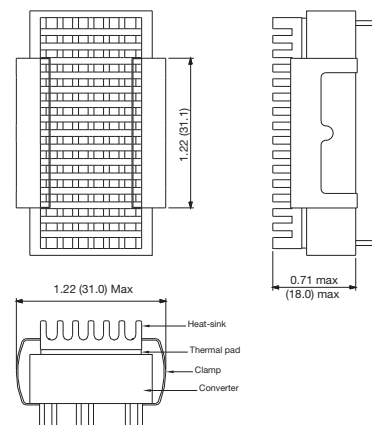 1.22 (31.1)
0.71 max
(18.0) max
1.22 (31.0) Max
Heat-sink
Thermal pad
Clamp
Converter